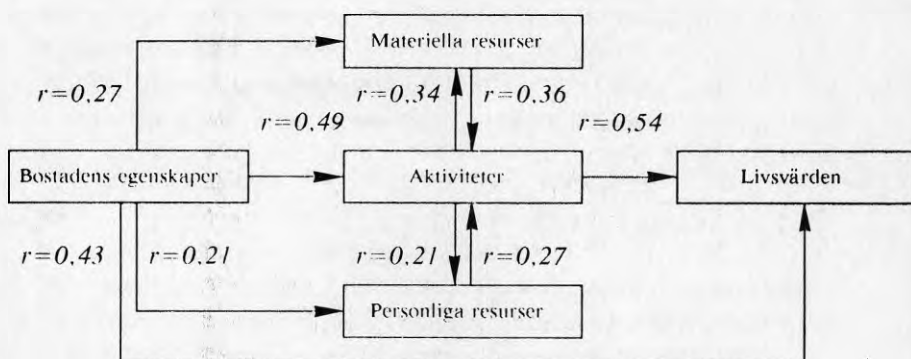 Materiella resurser
r=0,27
r=0,34
r=0,36
r=0,49
r=0,54
Bostadens egenskaper
Aktiviteter
Livsvärden
r=0,43
r=0,21
r=0,21
r=0,27
Personliga resurser